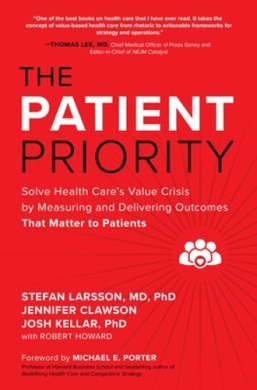 "One of the best books on health care that I have ever read. It takes the
concept of value-based health care from rhetoric to actionable frameworks for
strategy and operations."
—THOMAS LEE, MD, Chief Medical Officer of Press Ganey and
Editor-in-Chief of NEJM Catalyst
THE
PATIENT
PRIORITY
Solve Health Care's Value Crisis
by Measuring and Delivering Outcomes
That Matter to Patients
STEFAN LARSSON, MD, PhD
JENNIFER CLAWSON
JOSH KELLAR, PhD
with ROBERT HOWARD
Foreword by MICHAEL E. PORTER
Professor at Harvard Business School and bestselling author of
Redefining Health Care and Competitive Strategy